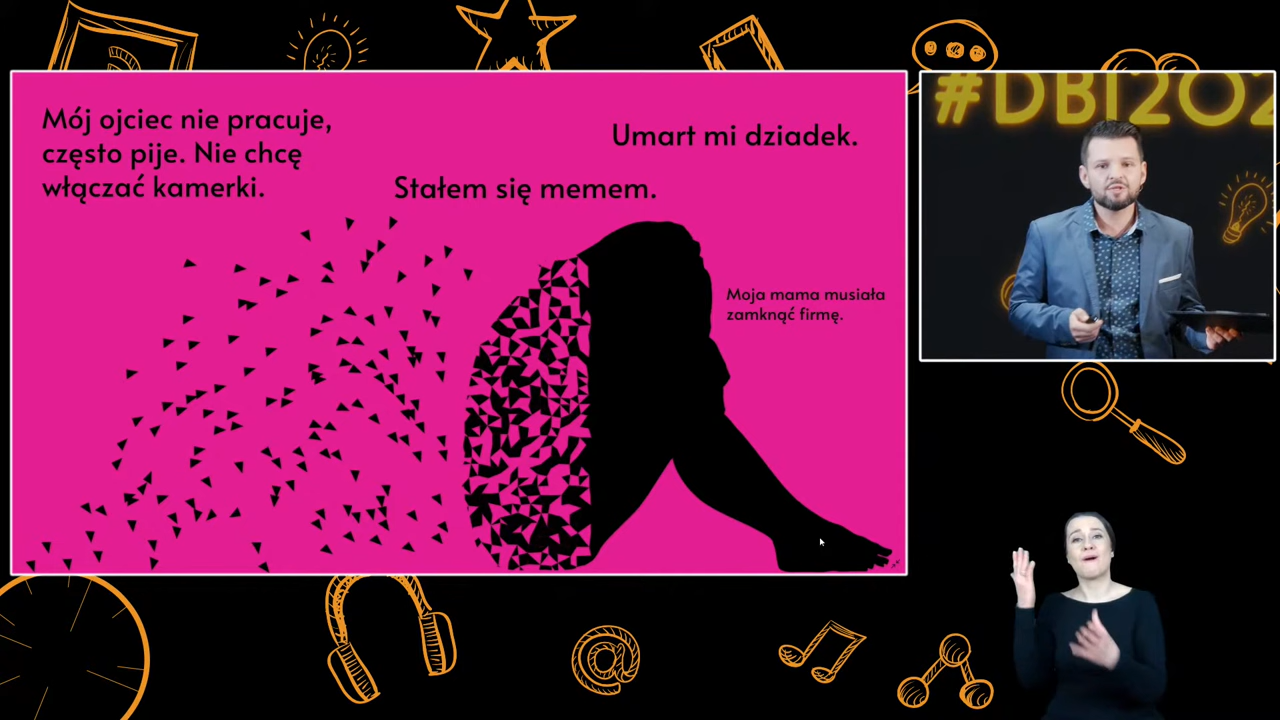 Mój ojciec nie pracuje,
często pije. Nie chcę
włączać kamerki.
Umarł mi dziadek.
Stałem się memem.
Moja mama musiała
zamknąć firmę.
#DBI202
@